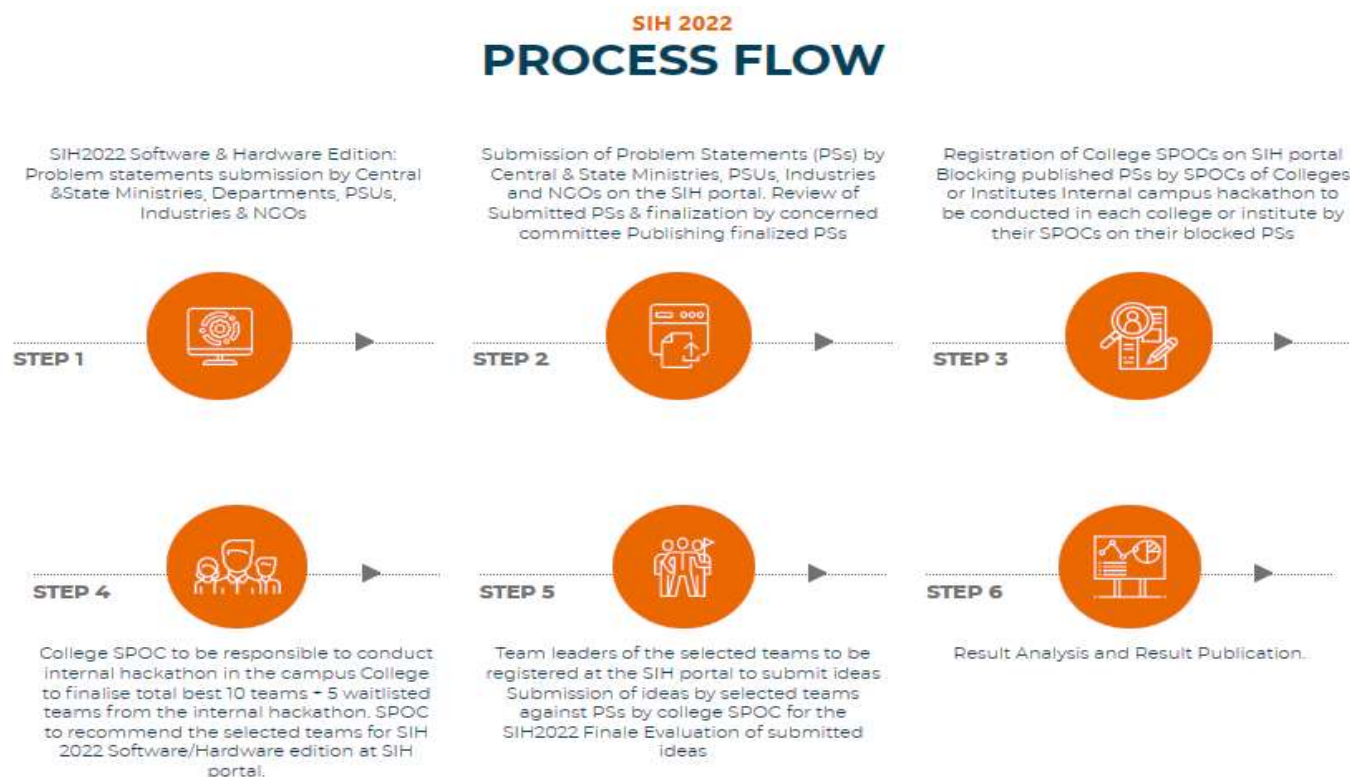 SIH 2022
PROCESS FLOW
SIH2022 Software & Hardware Edition:
Problem statements submission by Central
&State Ministries, Departments, PSUs,
Industries & NGOs
STEP 1
Submission of Problem Statements (PSs) by
Central & State Ministries, PSUs, Industries
and NGOs on the SIH portal. Review of
Submitted PSs & finalization by concerned
committee Publishing finalized PSs
STEP 2
Registration of College SPOCs on SIH portal
Blocking published PSs by SPOCs of Colleges
or Institutes Internal campus hackathon to
be conducted in each college or institute by
their SPOCs on their blocked PSs
STEP 3
STEP 4
College SPOC to be responsible to conduct
internal hackathon in the campus College
to finalise total best 10 teams + 5 waitlisted
teams from the internal hackathon. SPOC
to recommend the selected teams for SIH
2022 Software/Hardware edition at SIH
portal.
STEP 5
Team leaders of the selected teams to be
registered at the SIH portal to submit ideas
Submission of ideas by selected teams
against PSs by college SPOC for the
SIH2022 Finale Evaluation of submitted
ideas
STEP 6
Result Analysis and Result Publication.